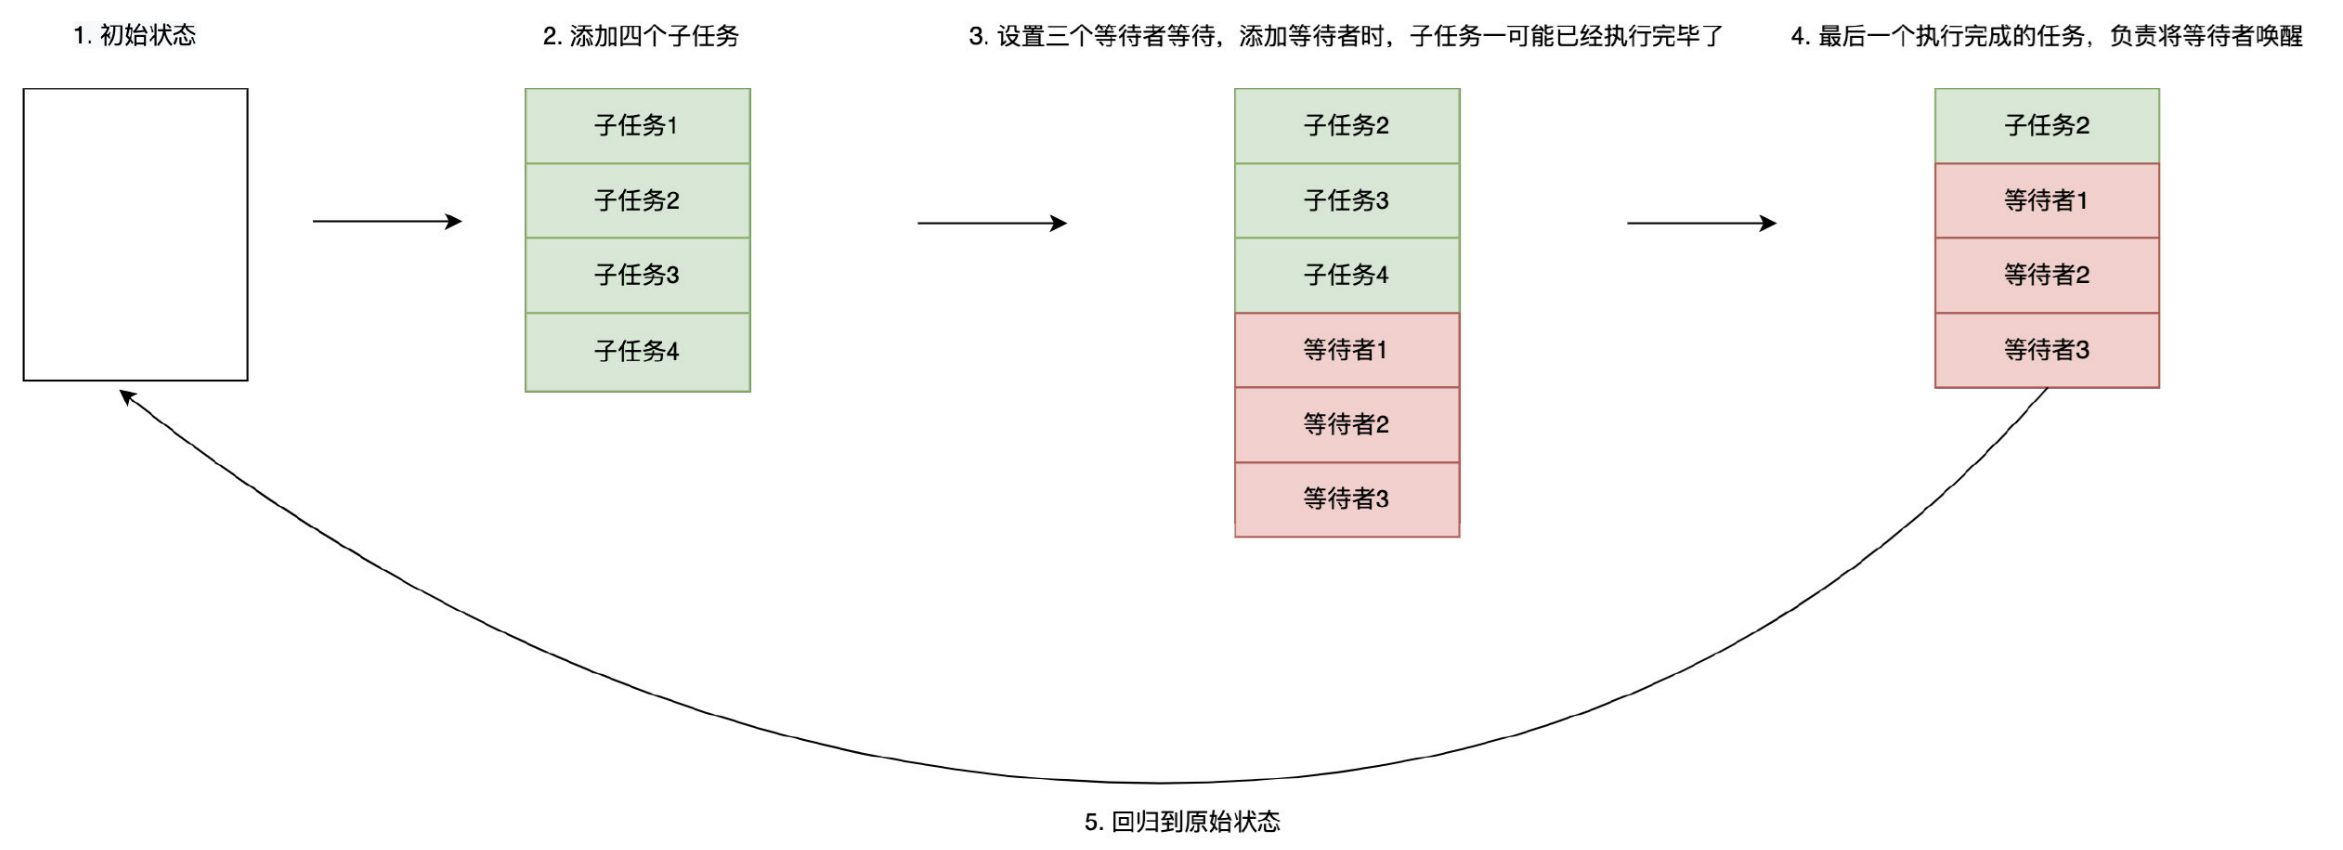 1. 初始状态
2. 添加四个子任务
3. 设置三个等待者等待，添加等待者时，子任务一可能已经执行完毕了
4. 最后一个执行完成的任务，负责将等待者唤醒
子任务1
子任务2
子任务3
子任务4
子任务2
子任务3
子任务4
等待者1
等待者2
等待者3
子任务2
等待者1
等待者2
等待者3
5. 回归到原始状态